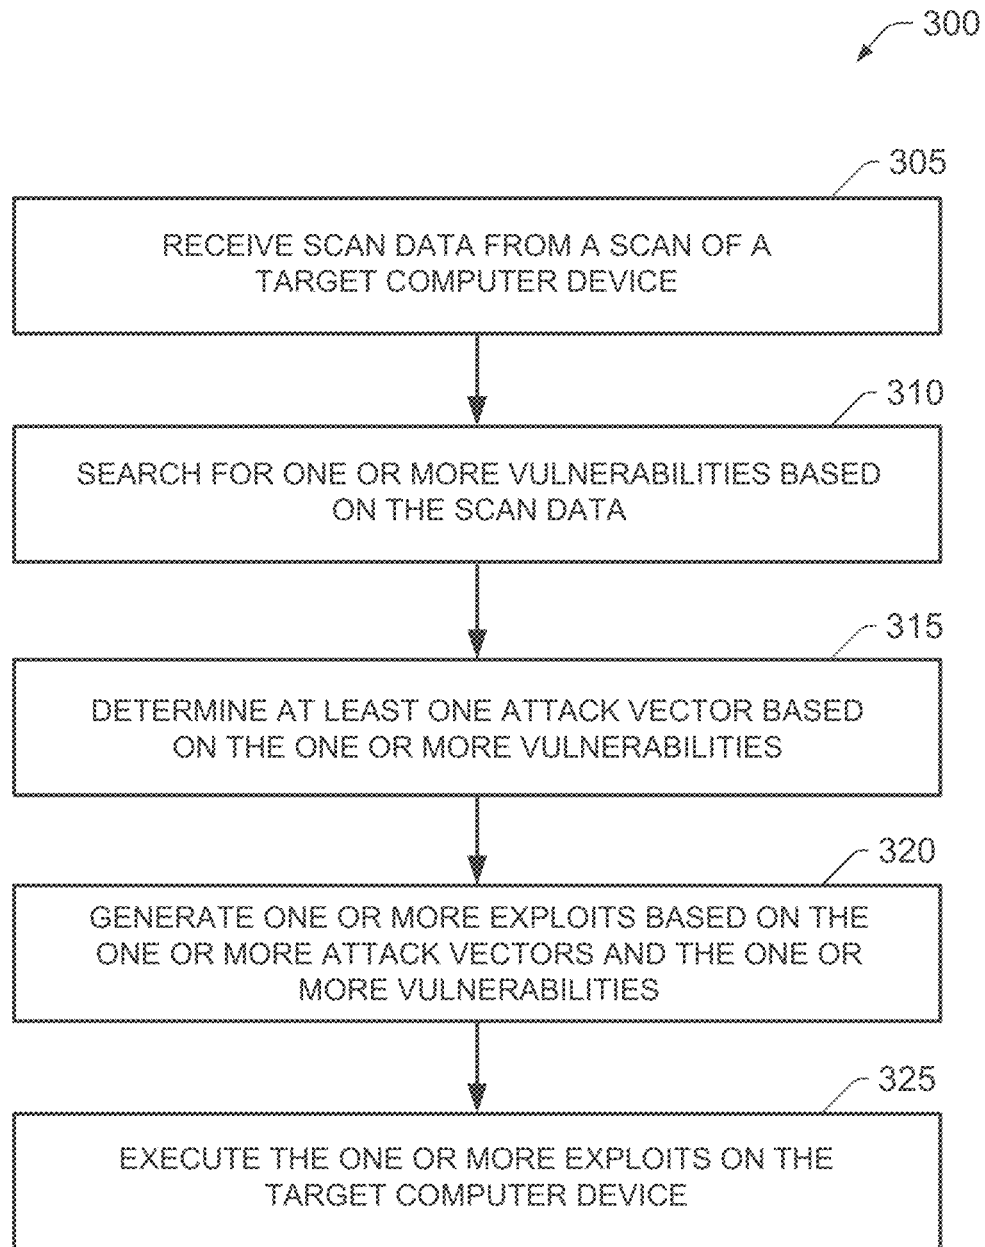 300
305
RECEIVE SCAN DATA FROM A SCAN OF A
TARGET COMPUTER DEVICE
310
SEARCH FOR ONE OR MORE VULNERABILITIES BASED
ON THE SCAN DATA
315
DETERMINE AT LEAST ONE ATTACK VECTOR BASED
ON THE ONE OR MORE VULNERABILITIES
320
GENERATE ONE OR MORE EXPLOITS BASED ON THE
ONE OR MORE ATTACK VECTORS AND THE ONE OR
MORE VULNERABILITIES
325
EXECUTE THE ONE OR MORE EXPLOITS ON THE
TARGET COMPUTER DEVICE